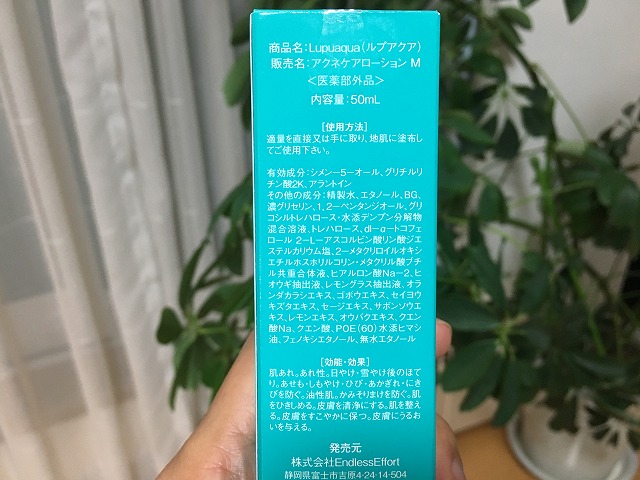 商品名:Lupuaqua(ルプアクア)
販売名:アクネケアローション M
<医薬部外品>
内容量:50mL
[使用方法]
適量を直接又は手に取り、地肌に塗布し
てご使用下さい。
有効成分:シメン-5-オール、グリチルリ
チン酸2K、アラントイン
その他の成分:精製水、エタノール、BG、
濃グリセリン、1,2-ペンタンジオール、グリ
コシルトレハロース・水添デンプン分解物
混合溶液、トレハロース、dl-α-トコフェ
ロール 2-L-アスコルビン酸リン酸ジエ
ステルカリウム塩、2-メタクリロイルオキシ
エチルホスホリルコリン・メタクリル酸ブチ
ル共重合体液、ヒアルロン酸Na-2、ヒ
オウギ抽出液、レモングラス抽出液、オラ
ンダカラシエキス、ゴボウエキス、セイヨウ
キズタエキス、セージエキス、サボンソウエ
キス、レモンエキス、オウバクエキス、クエン
酸Na、クエン酸、POE(60)水添ヒマシ
油、フェノキシエタノール、無水エタノール
[効能・効果]
肌あれ。あれ性。日やけ・雪やけ後のほて
り。あせも・しもやけ・ひび・あかぎれ・にき
びを防ぐ。油性肌。かみそりまけを防ぐ。肌
をひきしめる。皮膚を清浄にする。肌を整え
る。皮膚をすこやかに保つ。皮膚にうるお
いを与える。
発売元
株式会社EndlessEffort
静岡県富士市吉原4-24-14-504